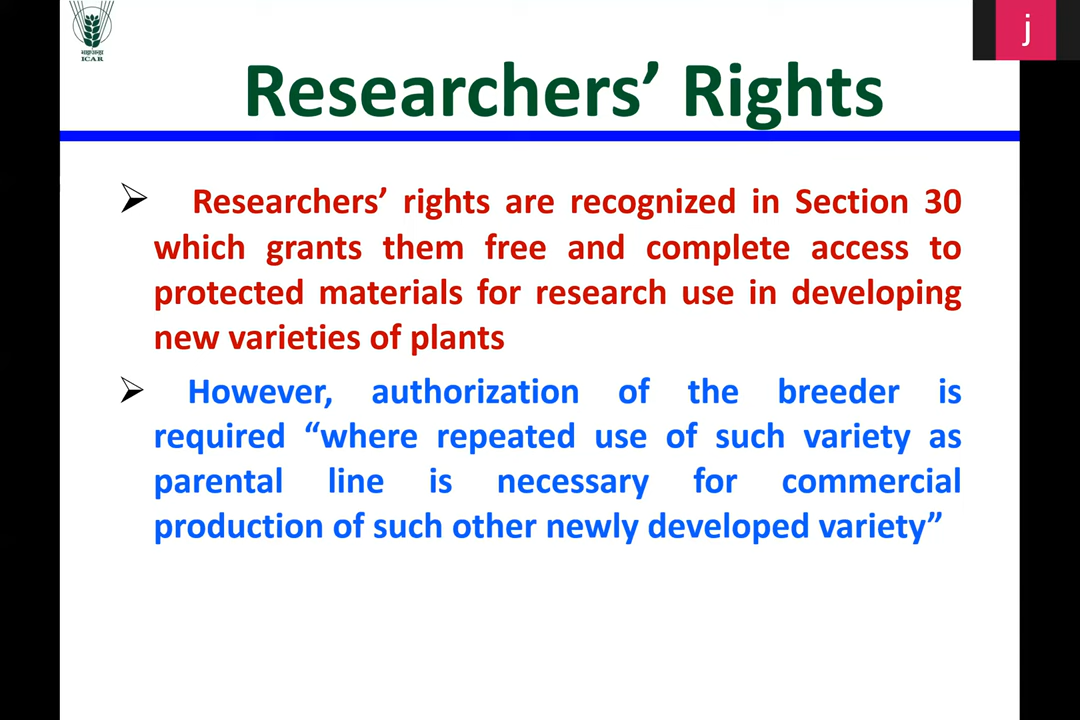 ICAR
j
Researchers’ Rights
➢ Researchers’ rights are recognized in Section 30
which grants them free and complete access to
protected materials for research use in developing
new varieties of plants
➢ However, authorization of the breeder is
required “where repeated use of such variety as
parental line is necessary for commercial
production of such other newly developed variety”